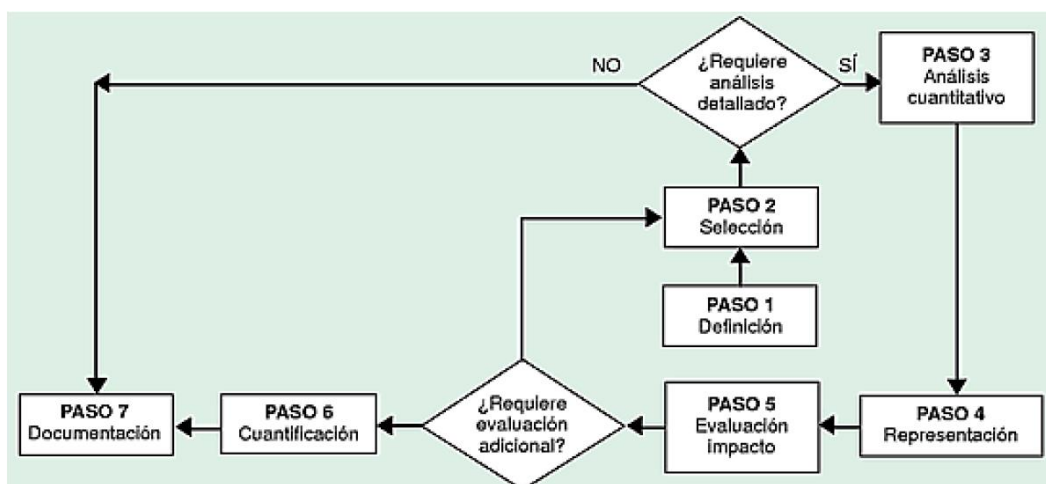 NO
¿Requiere
análisis
detallado?
SÍ
PASO 3
Análisis
cuantitativo
PASO 2
Selección
PASO 1
Definición
PASO 7
Documentación
PASO 6
Cuantificación
¿Requiere
evaluación
adicional?
PASO 5
Evaluación
impacto
PASO 4
Representación